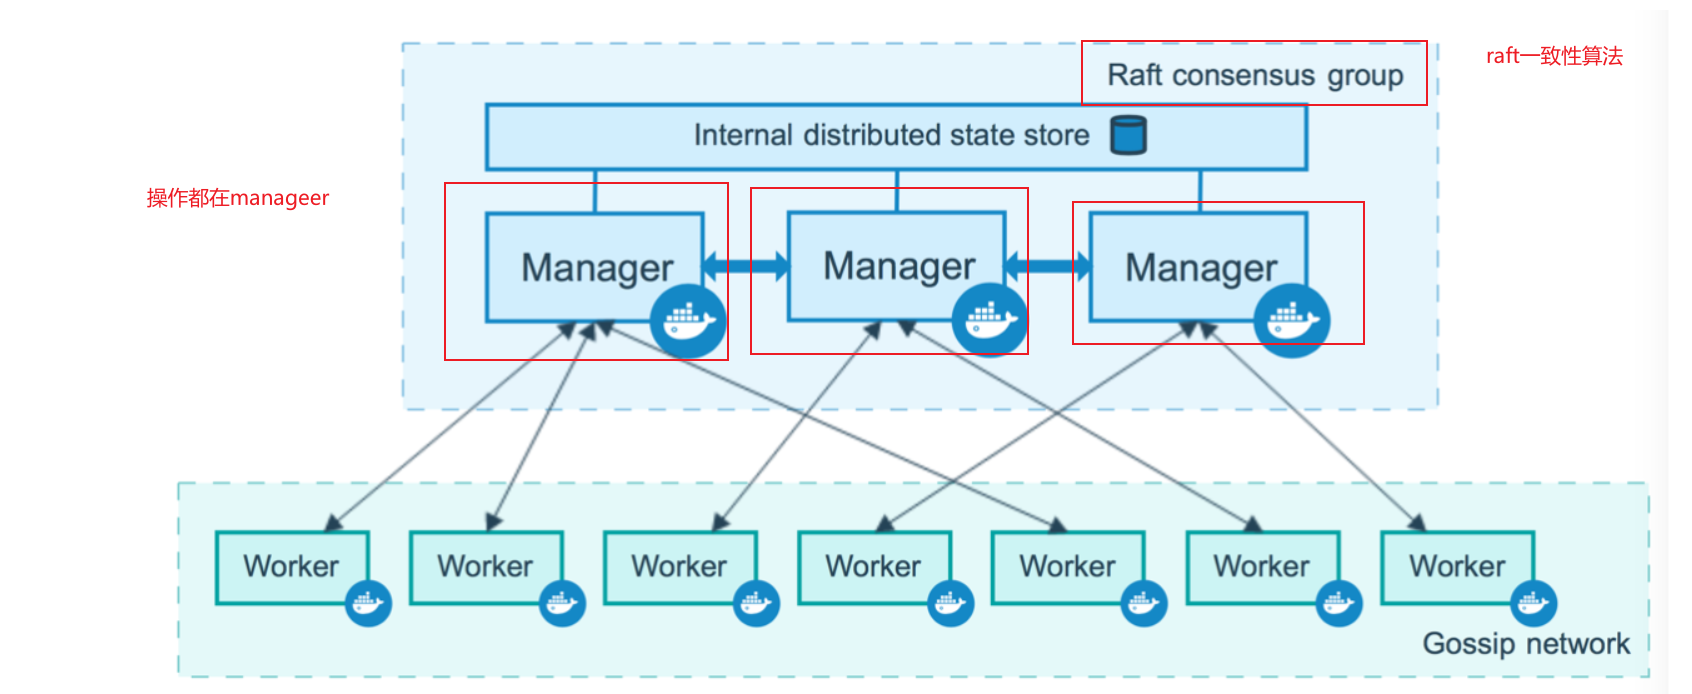 Raft consensus group
raft一致性算法
Internal distributed state store
操作都在manageer
Manager
Manager
Manager
Worker
Worker
Worker
Worker
Worker
Worker
Worker
Gossip network